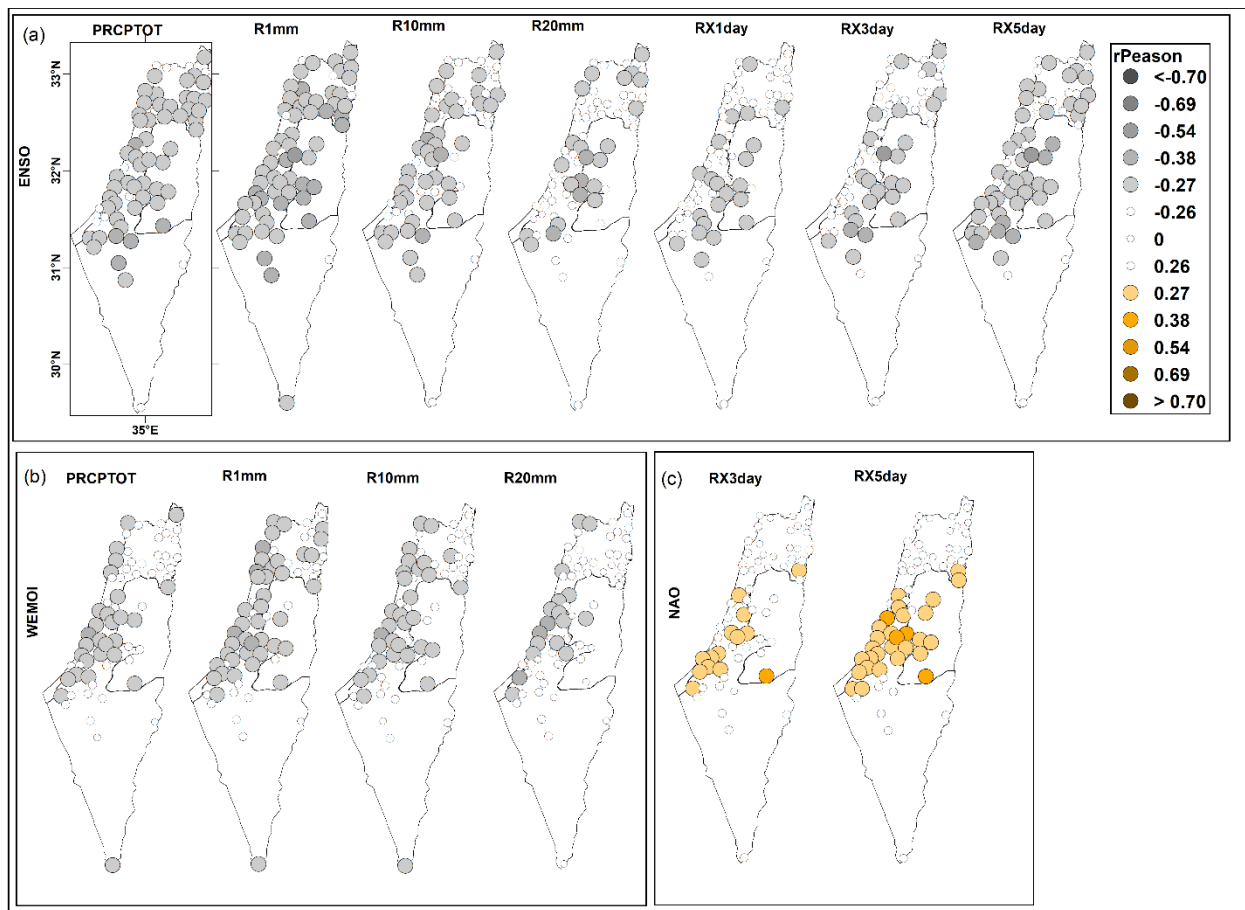 (a)
PRCPTOT
R1mm
R10mm
R20mm
RX1day
RX3day
RX5day
33°N
32°N
31°N
30°N
35°E
ENSO
rPeason
<-0.70
-0.69
-0.54
-0.38
-0.27
-0.26
0
0.26
0.27
0.38
0.54
0.69
> 0.70
(b)
PRCPTOT
R1mm
R10mm
R20mm
WEMOI
(c)
RX3day
RX5day
NAO